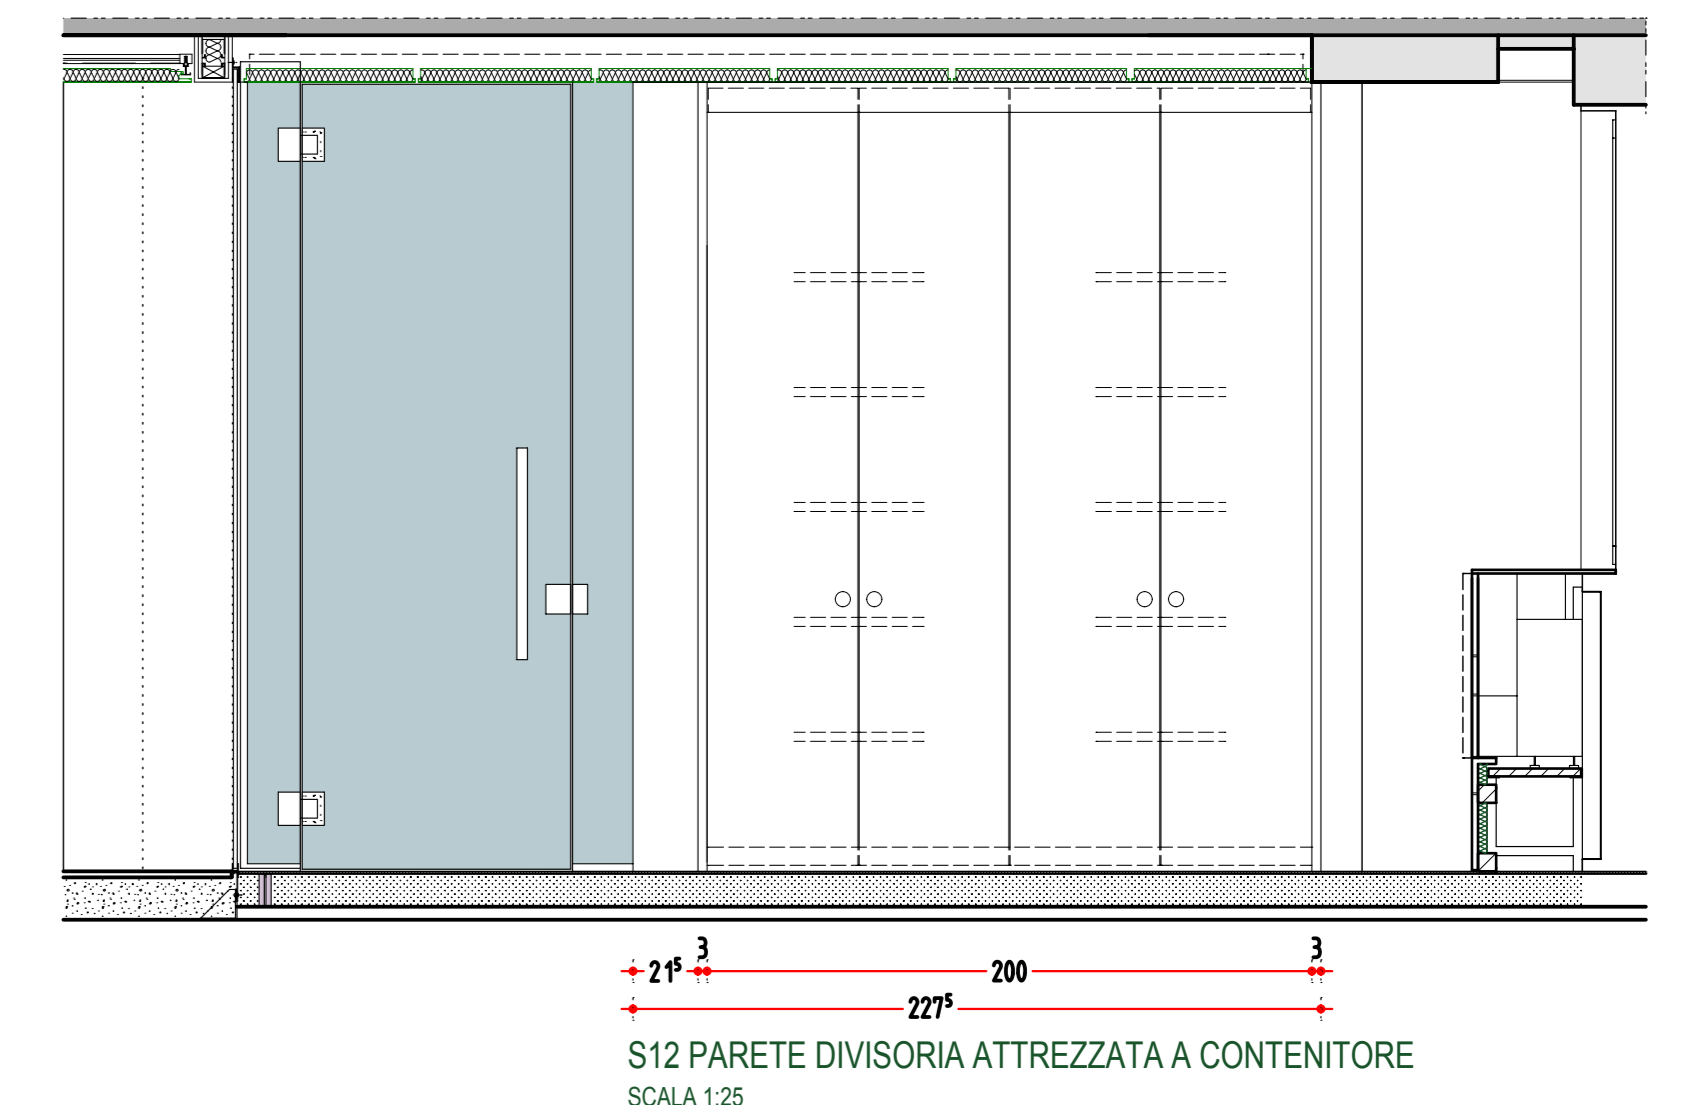 3 3
21⁵ 200
227⁵
S12 PARETE DIVISORIA ATTREZZATA A CONTENITORE
SCALA 1:25